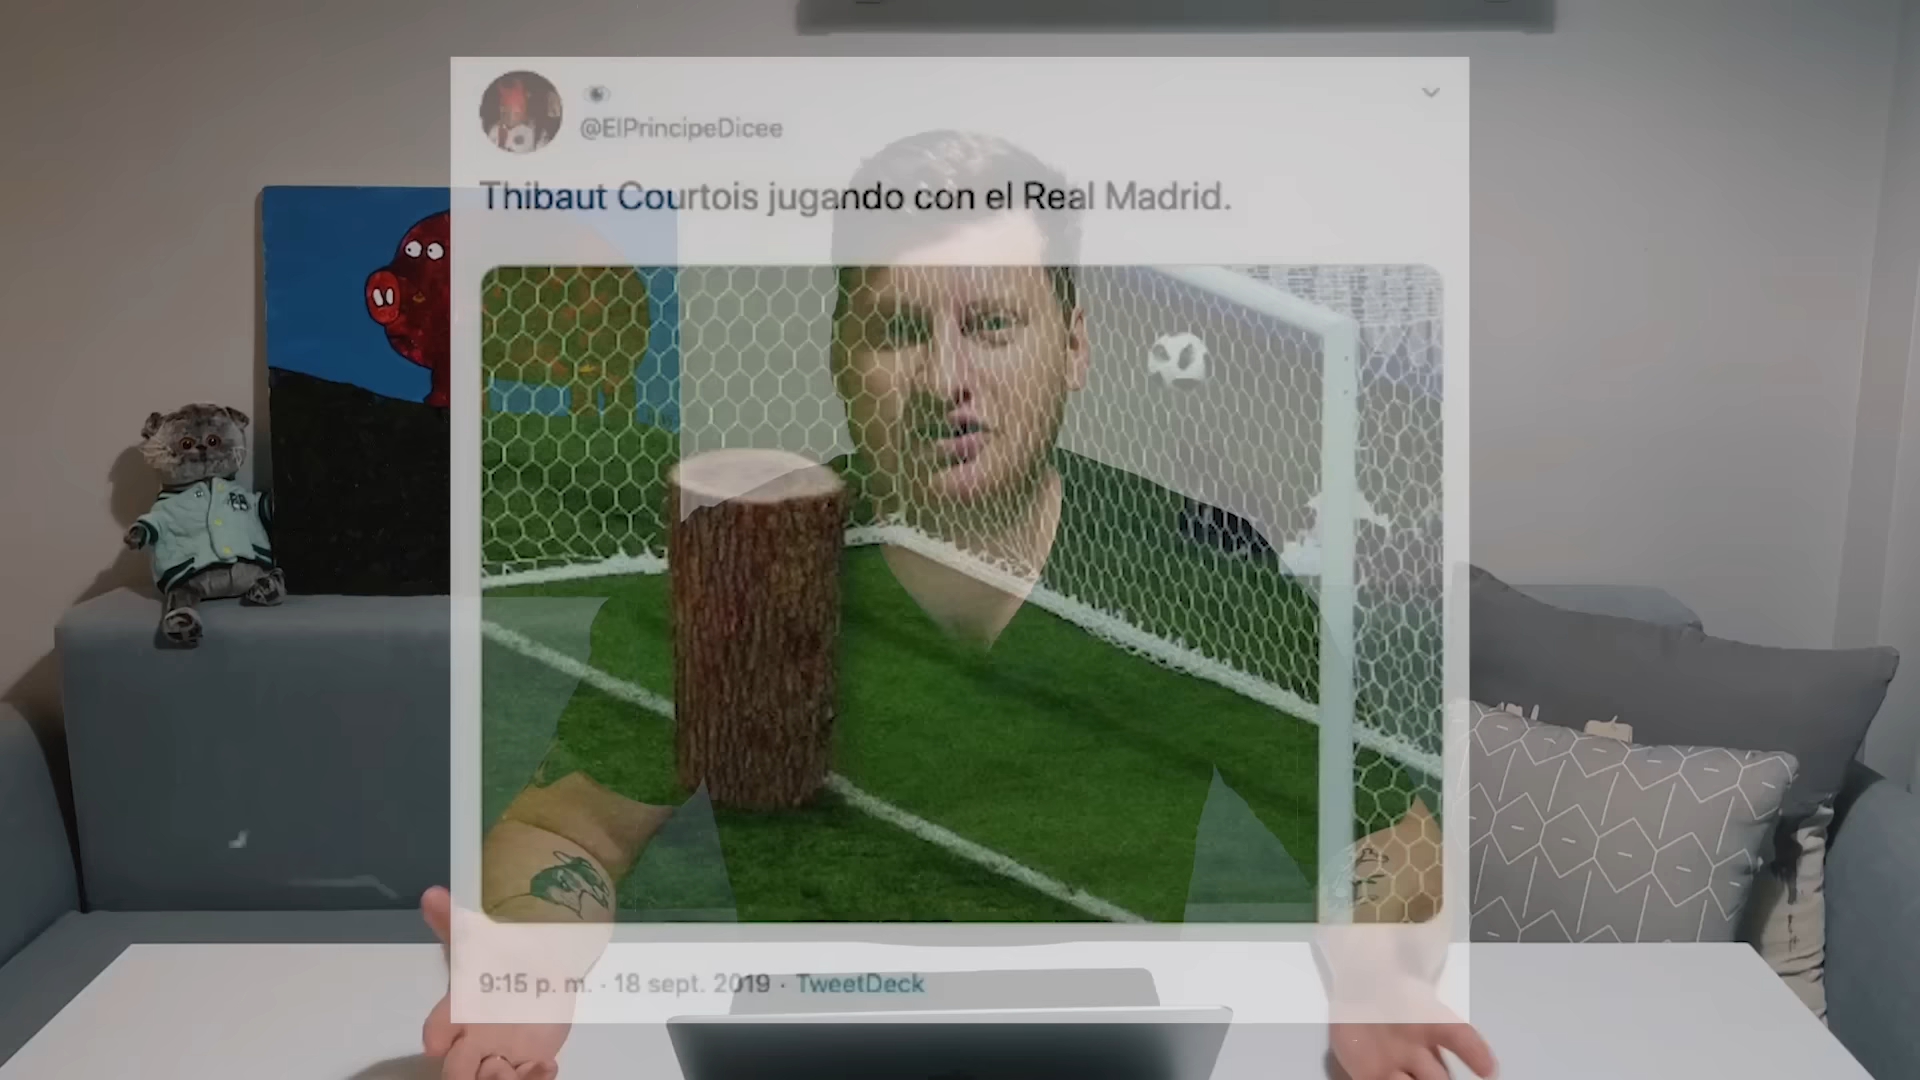 @ElPrincipeDicee
Thibaut Courtois jugando con el Real Madrid.
9:15 p. m. · 18 sept. 2019 · TweetDeck